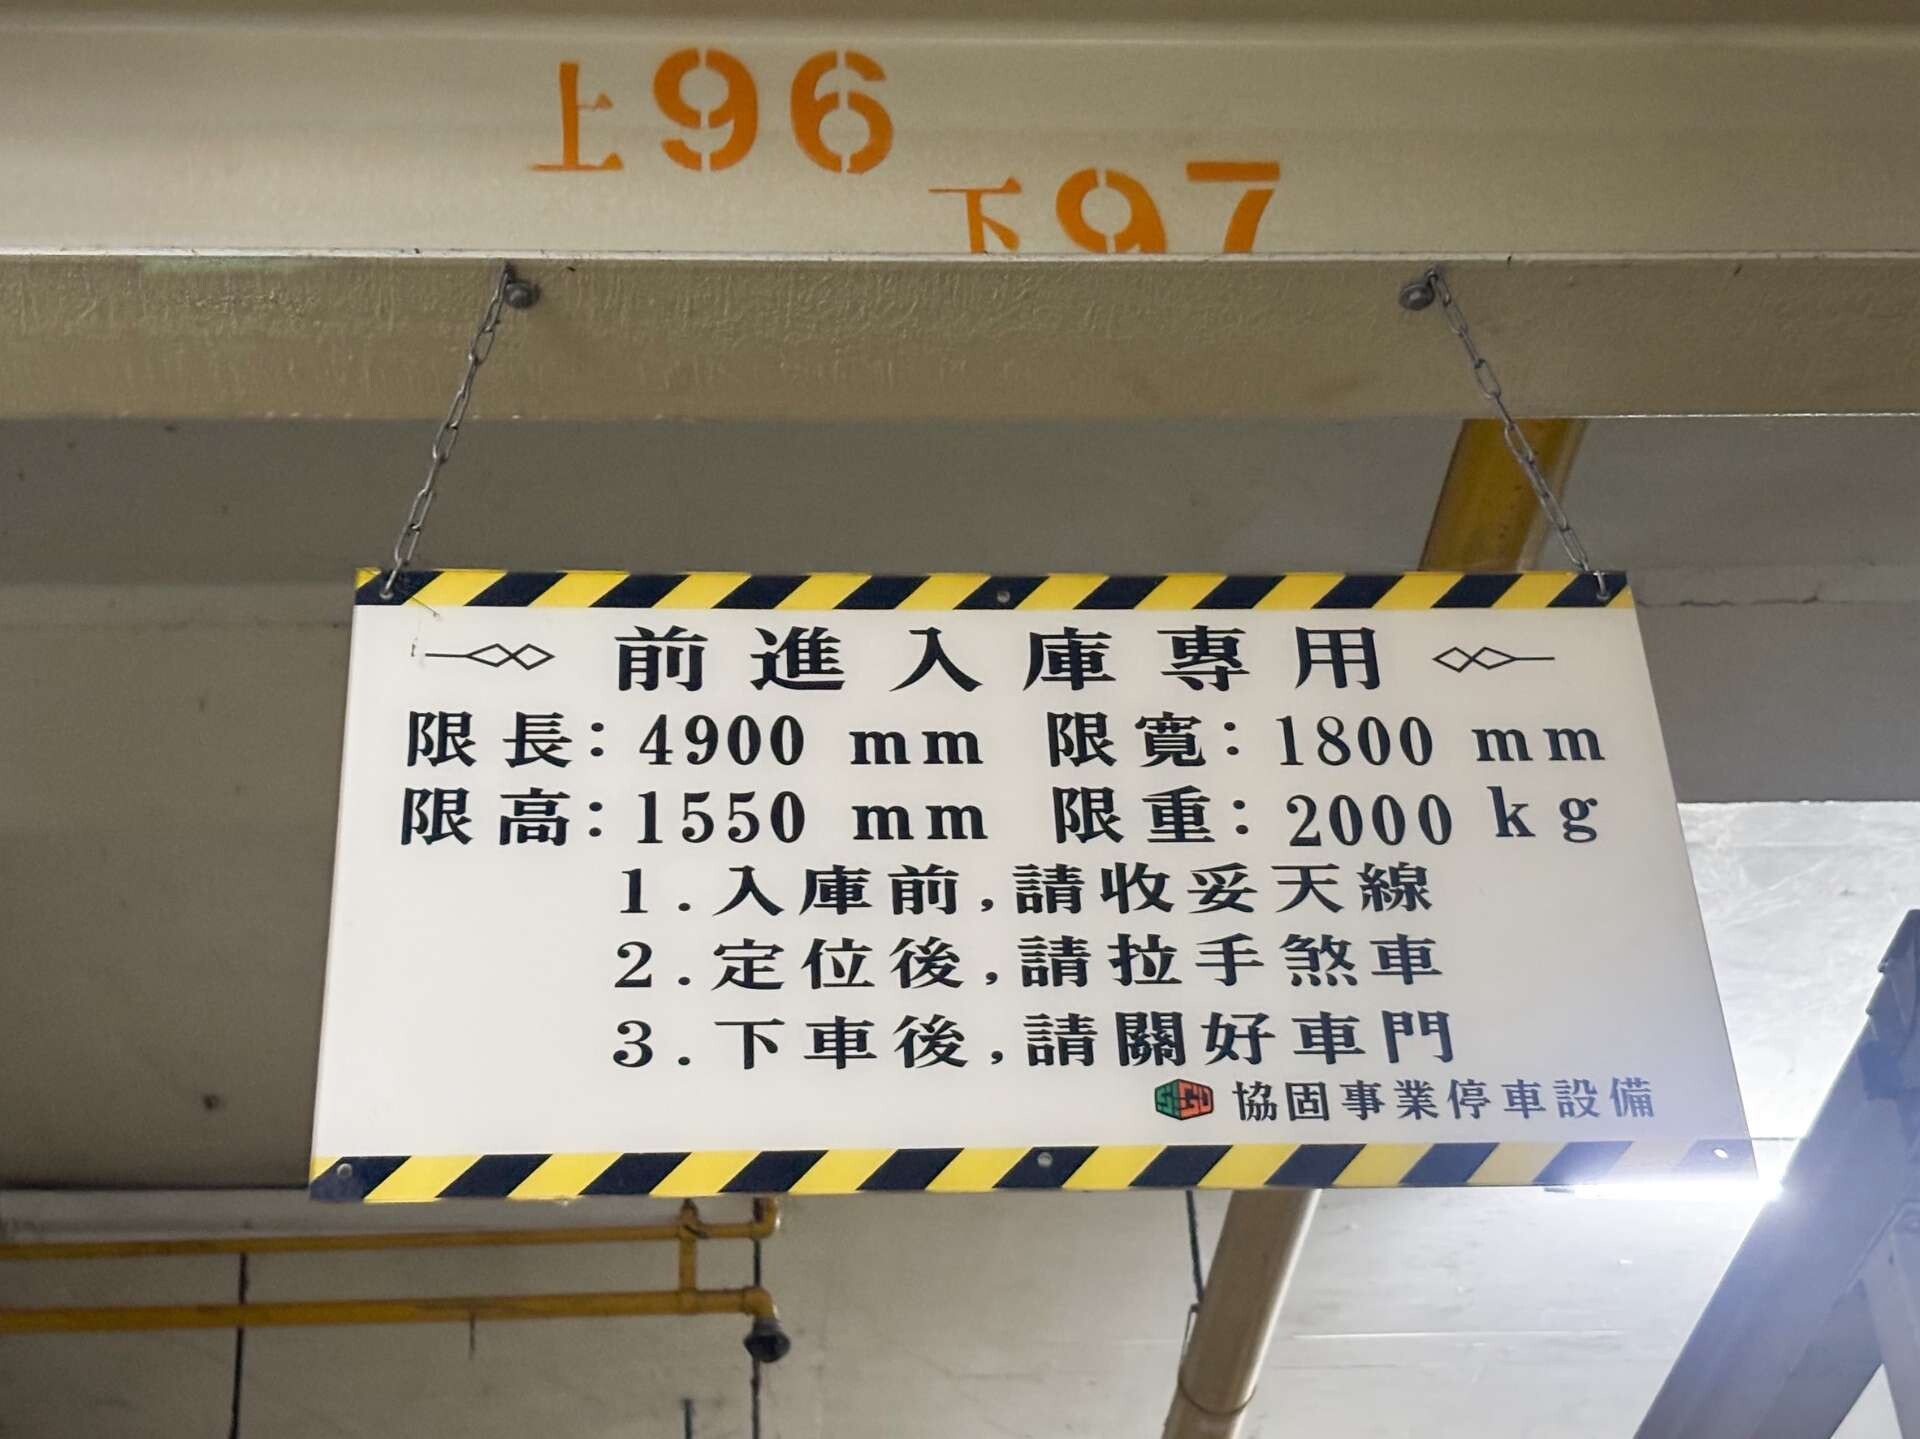 上96
下97
前進入庫專用
限長:4900 mm 限寬:1800 mm
限高:1550 mm 限重:2000 kg
1.入庫前,請收妥天線
2.定位後,請拉手煞車
3.下車後,請關好車門
協固事業停車設備